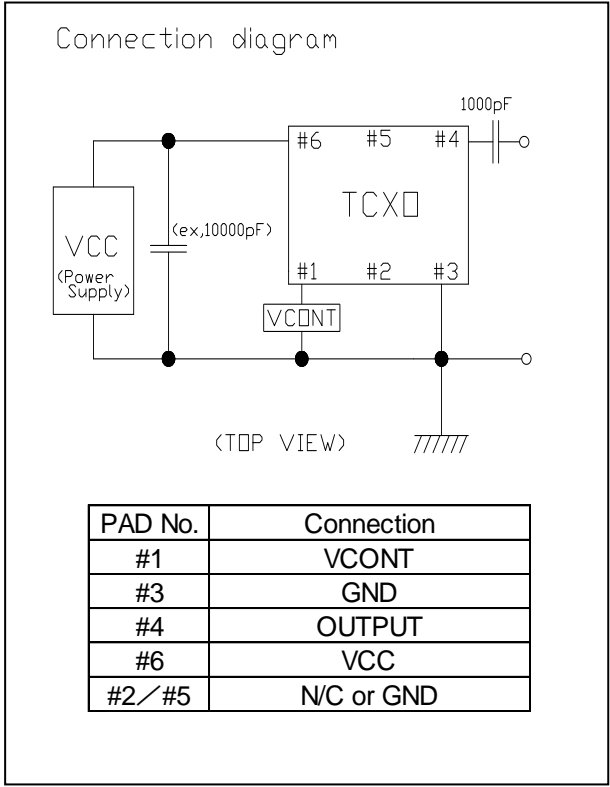 Connection diagram
1000pF
#6 #5 #4
TCXO
(ex,10000pF)
VCC
(Power
Supply)
#1 #2 #3
VCONT
(TOP VIEW)
PAD No. Connection
#1 VCONT
#3 GND
#4 OUTPUT
#6 VCC
#2／#5 N/C or GND